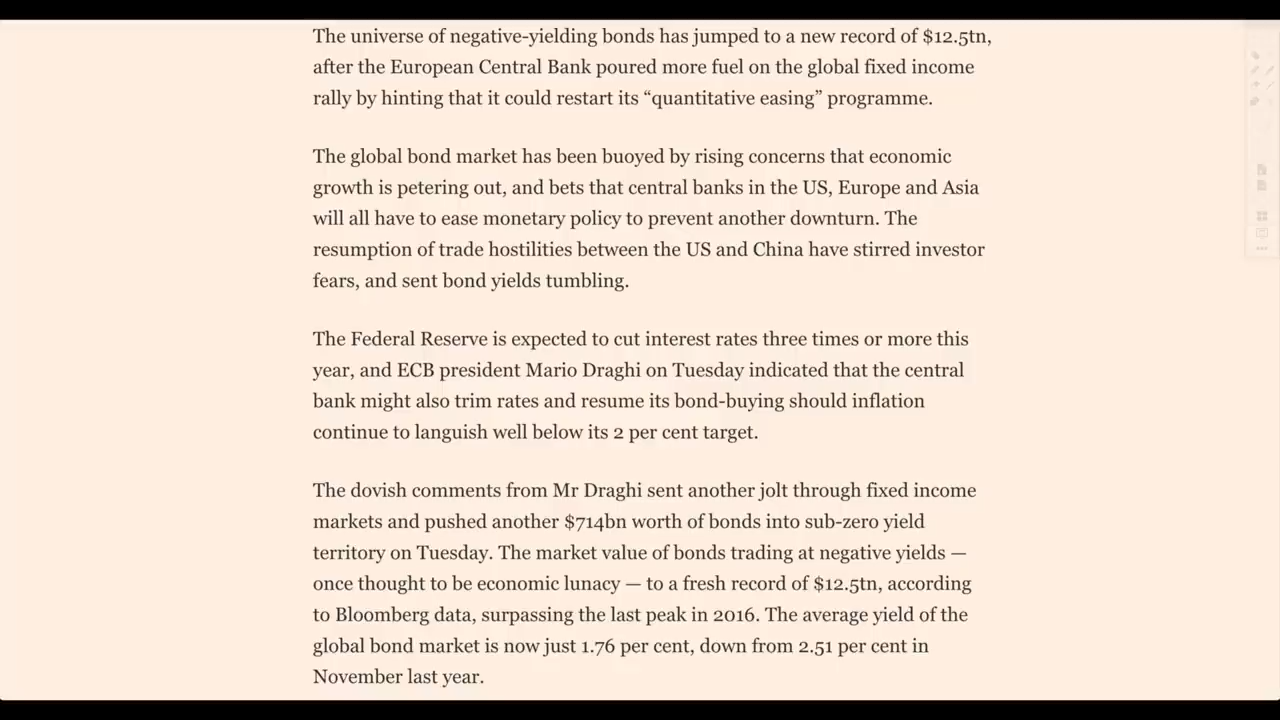 The universe of negative-yielding bonds has jumped to a new record of $12.5tn,
after the European Central Bank poured more fuel on the global fixed income
rally by hinting that it could restart its “quantitative easing” programme.
The global bond market has been buoyed by rising concerns that economic
growth is petering out, and bets that central banks in the US, Europe and Asia
will all have to ease monetary policy to prevent another downturn. The
resumption of trade hostilities between the US and China have stirred investor
fears, and sent bond yields tumbling.
The Federal Reserve is expected to cut interest rates three times or more this
year, and ECB president Mario Draghi on Tuesday indicated that the central
bank might also trim rates and resume its bond-buying should inflation
continue to languish well below its 2 per cent target.
The dovish comments from Mr Draghi sent another jolt through fixed income
markets and pushed another $714bn worth of bonds into sub-zero yield
territory on Tuesday. The market value of bonds trading at negative yields —
once thought to be economic lunacy — to a fresh record of $12.5tn, according
to Bloomberg data, surpassing the last peak in 2016. The average yield of the
global bond market is now just 1.76 per cent, down from 2.51 per cent in
November last year.